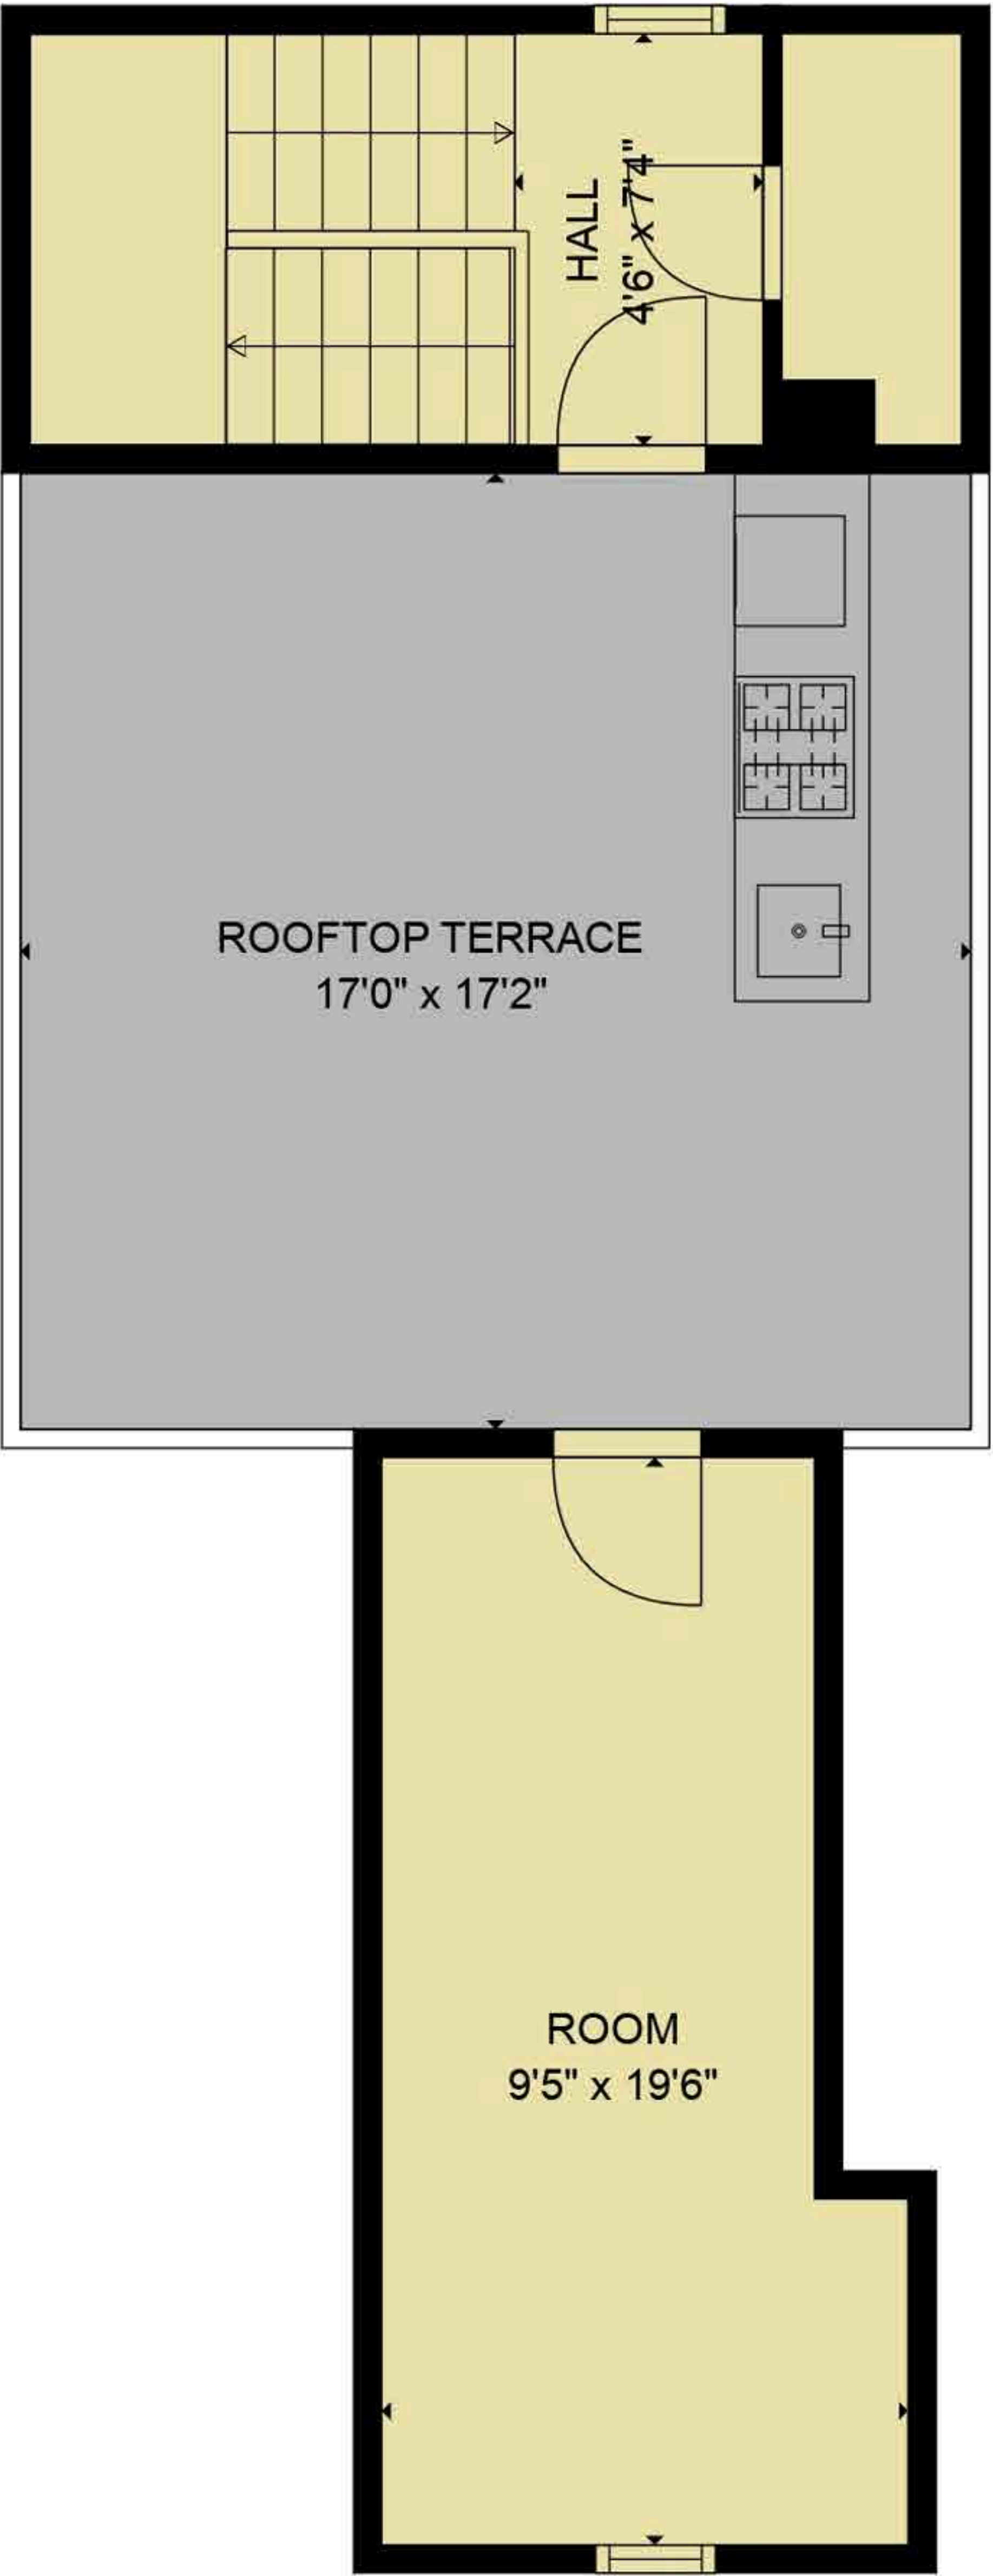 HALL
4'6" x 7'4"
ROOFTOP TERRACE
17'0" x 17'2"
ROOM
9'5" x 19'6"